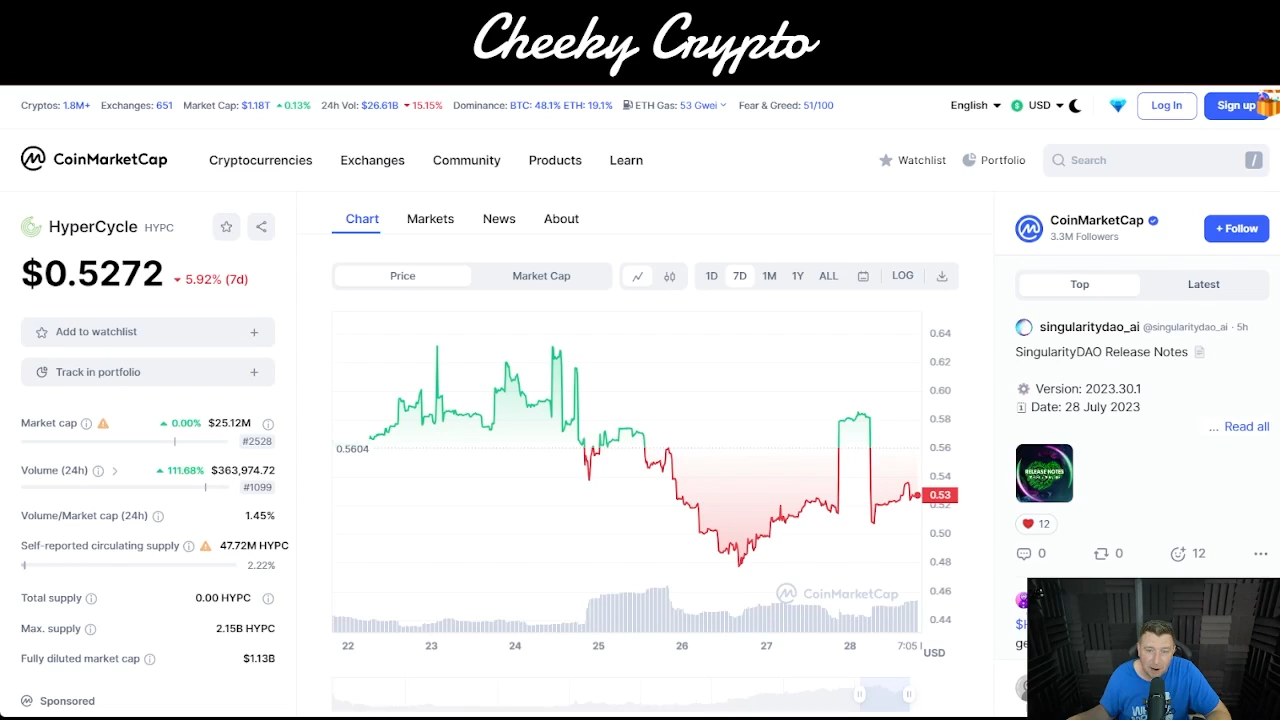 Cheeky Crypto
Cryptos: 1.8M+ Exchanges: 651 Market Cap: $1.18T 0.13% 24h Vol: $26.61B 15.15% Dominance: BTC: 48.1% ETH: 19.1% ETH Gas: 53 Gwei Fear & Greed: 51/100 English USD Log In Sign up
CoinMarketCap Cryptocurrencies Exchanges Community Products Learn Watchlist Portfolio Search /
HyperCycle HYPC
$0.5272 5.92% (7d)
Add to watchlist +
Track in portfolio +
Market cap 0.00% $25.12M
#2528
Volume (24h) 111.68% $363,974.72
#1099
Volume/Market cap (24h) 1.45%
Self-reported circulating supply 47.72M HYPC
2.22%
Total supply 0.00 HYPC
Max. supply 2.15B HYPC
Fully diluted market cap $1.13B
Sponsored
Chart Markets News About
Price Market Cap 1D 7D 1M 1Y ALL LOG
0.64
0.62
0.60
0.58
0.5604
0.56
0.54
0.53
0.52
0.50
0.48
0.46
0.44
CoinMarketCap
22 23 24 25 26 27 28 7:05
USD
CoinMarketCap
3.3M Followers
+ Follow
Top Latest
singularitydao_ai @singularitydao_ai · 5h
SingularityDAO Release Notes
Version: 2023.30.1
Date: 28 July 2023
... Read all
RELEASE NOTES
12
0 0 12 ...